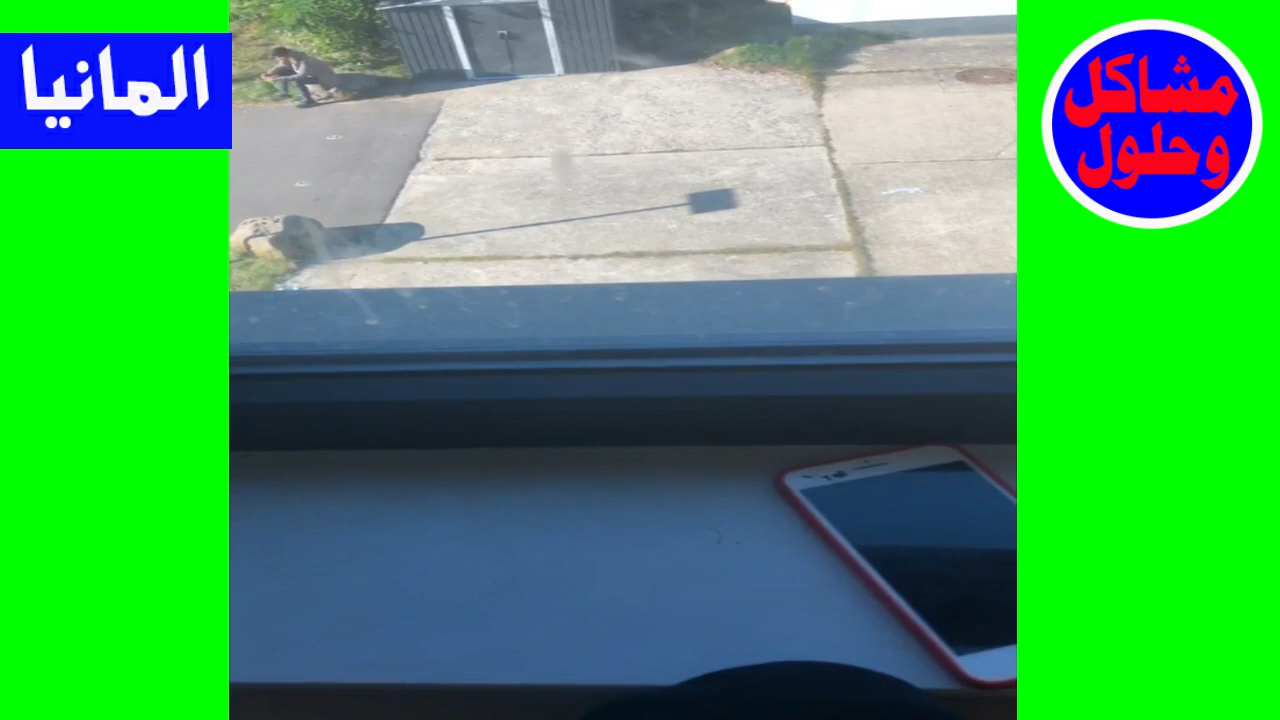 المانيا
مشاكل
وحلول